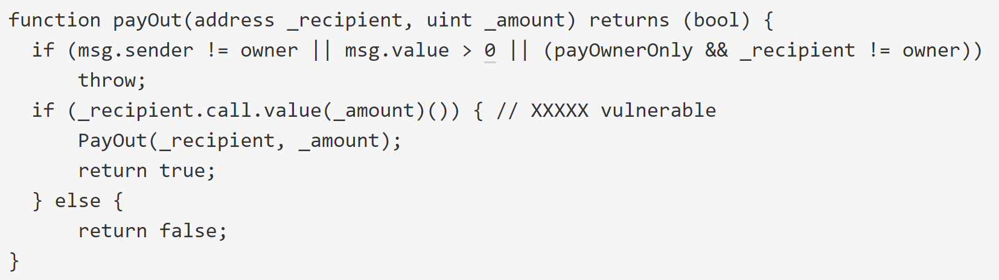 function payOut(address _recipient, uint _amount) returns (bool) {
  if (msg.sender != owner || msg.value > 0 || (payOwnerOnly && _recipient != owner))
      throw;
  if (_recipient.call.value(_amount)()) { // XXXXX vulnerable
      PayOut(_recipient, _amount);
      return true;
  } else {
      return false;
}